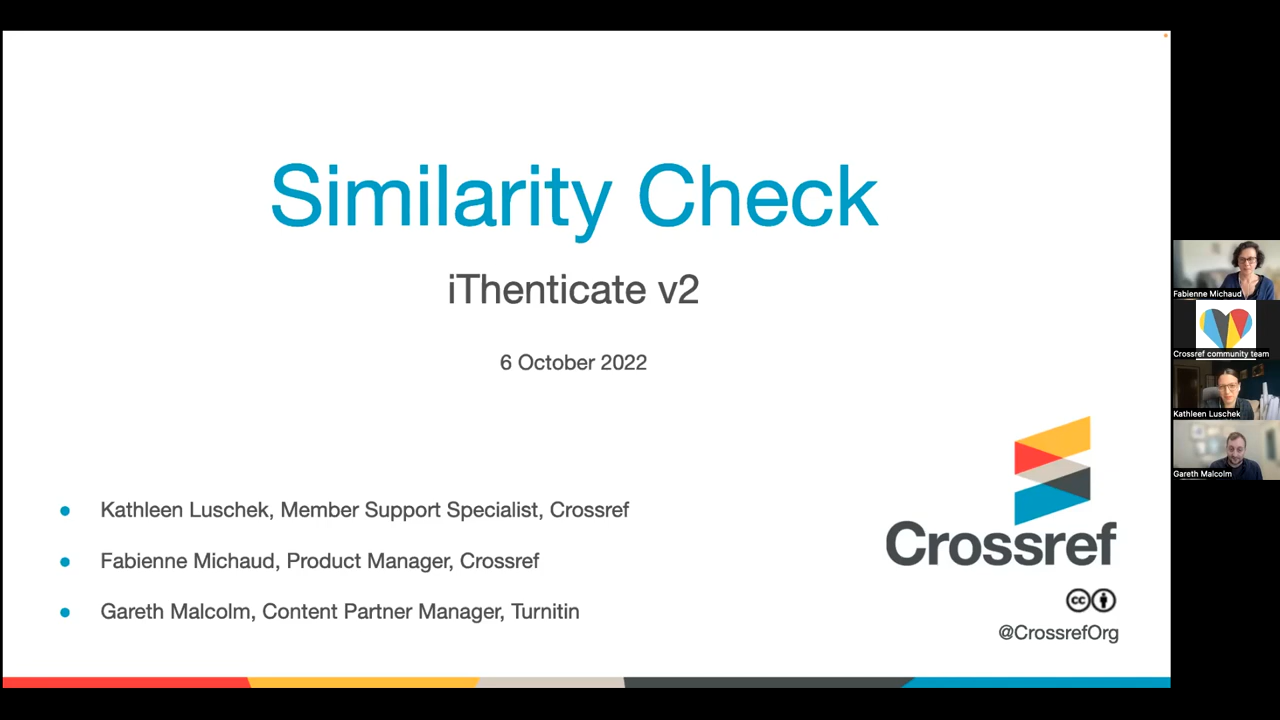 Similarity Check
iThenticate v2
6 October 2022
● Kathleen Luschek, Member Support Specialist, Crossref
● Fabienne Michaud, Product Manager, Crossref
● Gareth Malcolm, Content Partner Manager, Turnitin
Crossref
cc
@CrossrefOrg
Fabienne Michaud
Crossref community team
Kathleen Luschek
Gareth Malcolm